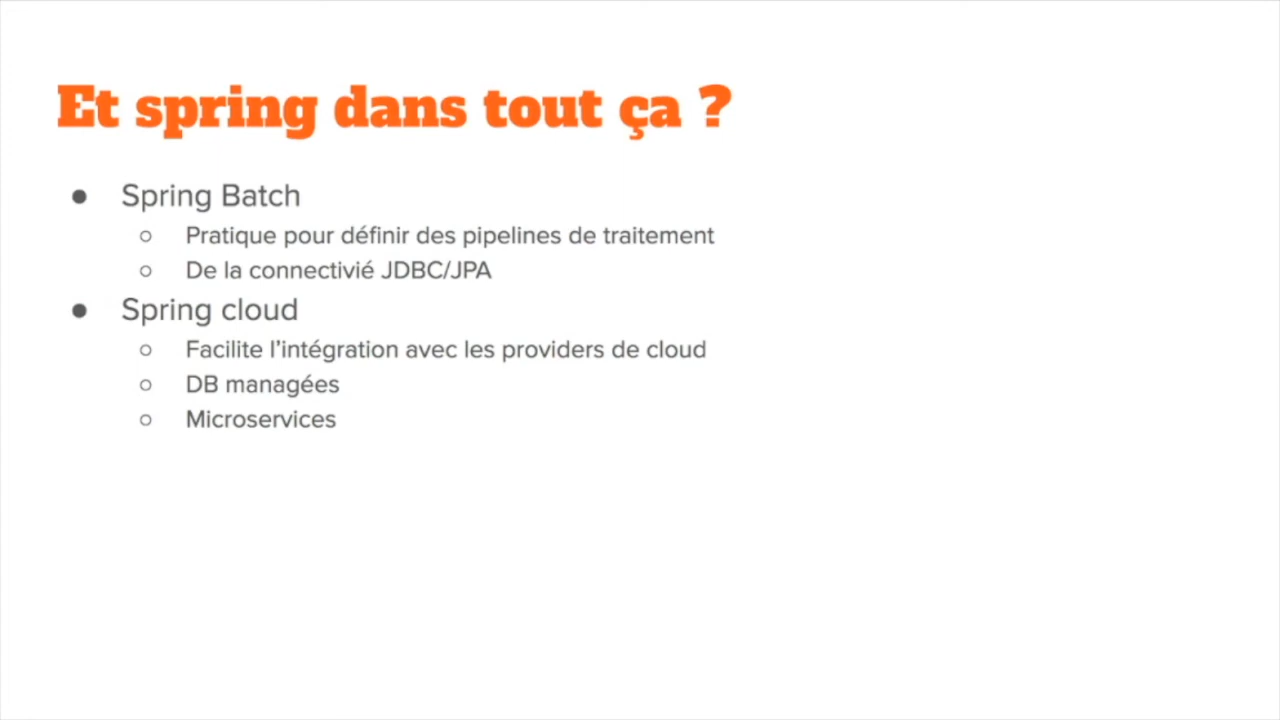 Et spring dans tout ça ?
● Spring Batch
○ Pratique pour définir des pipelines de traitement
○ De la connectivié JDBC/JPA
● Spring cloud
○ Facilite l'intégration avec les providers de cloud
○ DB managées
○ Microservices